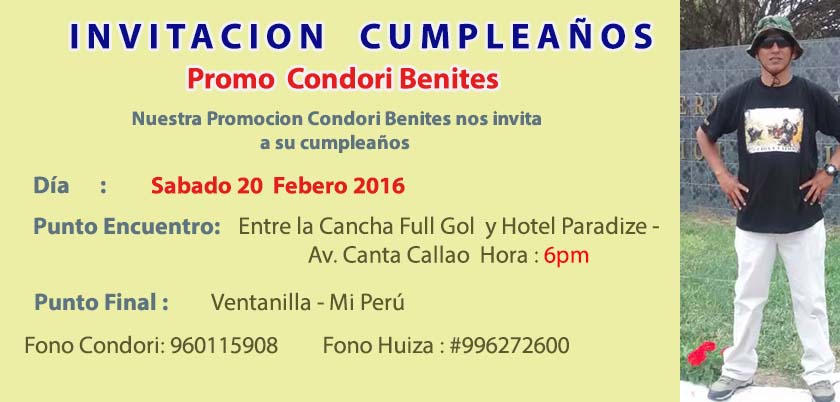 INVITACION CUMPLEAÑOS
Promo Condori Benites
Nuestra Promocion Condori Benites nos invita
a su cumpleaños
Día : Sabado 20 Febero 2016
Punto Encuentro: Entre la Cancha Full Gol y Hotel Paradize -
Av. Canta Callao Hora : 6pm
Punto Final : Ventanilla - Mi Perú
Fono Condori: 960115908 Fono Huiza : #996272600